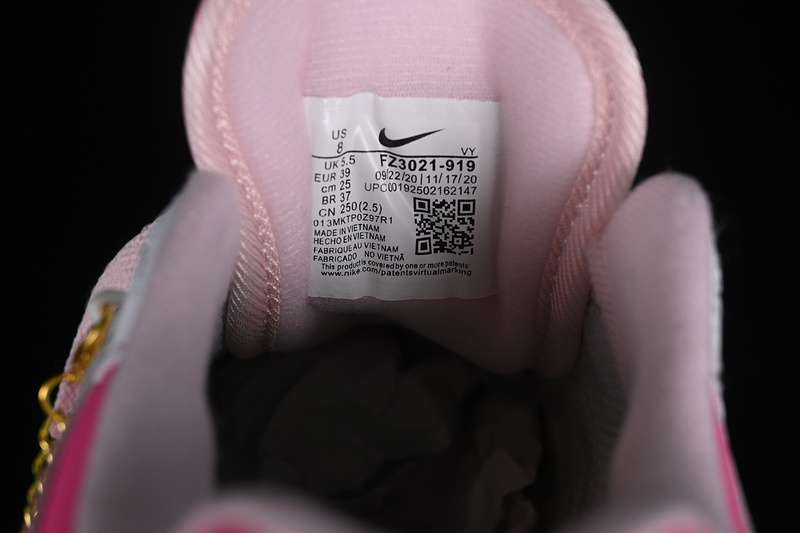 US
8
VY
UK 5.5
FZ3021-919
EUR 39
09/22/20 | 11/17/20
cm 25
UPC00192502162147
BR 37
CN 250(2.5)
013MKTP0Z97R1
MADE IN VIETNAM
HECHO EN VIETNAM
FABRIQUE AU VIETNAM
FABRICADO NO VIETNÃ
This product is covered by one or more patents:
www.nike.com/patentsvirtualmarking